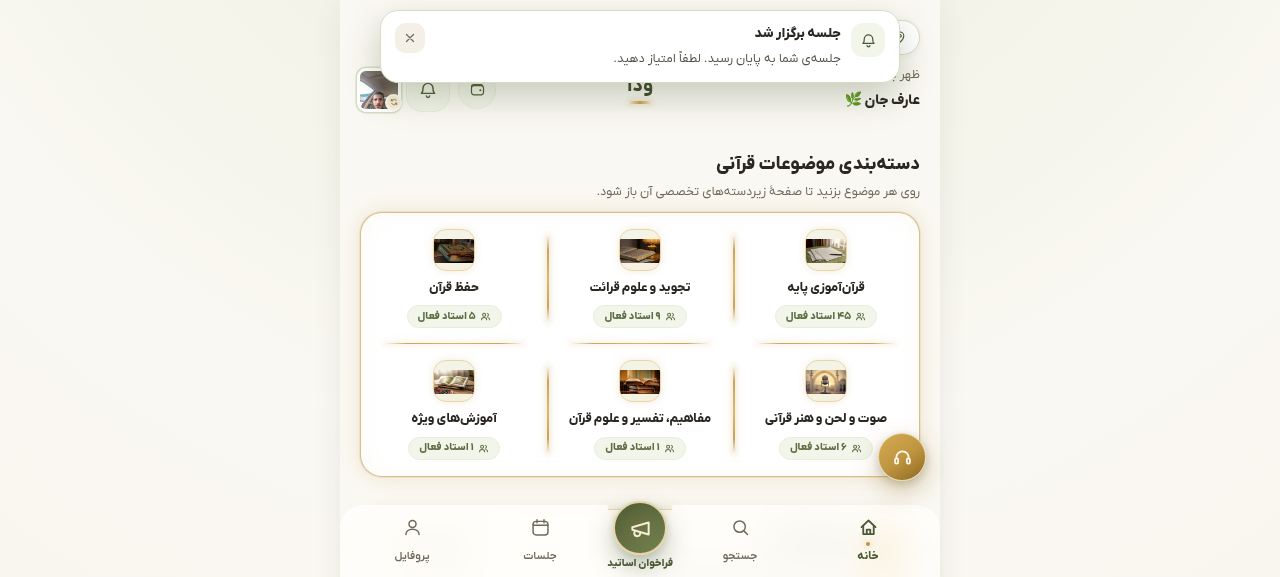 جلسه برگزار شد
جلسه‌ی شما به پایان رسید. لطفاً امتیاز دهید.
ظهر
عارف جان 🌿
ودا
دسته‌بندی موضوعات قرآنی
روی هر موضوع بزنید تا صفحهٔ زیردسته‌های تخصصی آن باز شود.
قرآن‌آموزی پایه
۴۵ استاد فعال
تجوید و علوم قرائت
۹ استاد فعال
حفظ قرآن
۵ استاد فعال
صوت و لحن و هنر قرآنی
۶ استاد فعال
مفاهیم، تفسیر و علوم قرآن
۱ استاد فعال
آموزش‌های ویژه
۱ استاد فعال
خانه
جستجو
فراخوان اساتید
جلسات
پروفایل